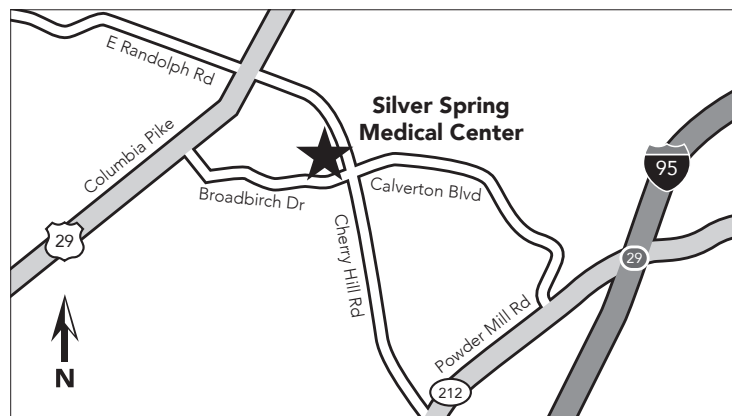 E Randolph Rd
Silver Spring
Medical Center
Columbia Pike
95
Broadbirch Dr
Calverton Blvd
29
Cherry Hill Rd
29
Powder Mill Rd
N
212